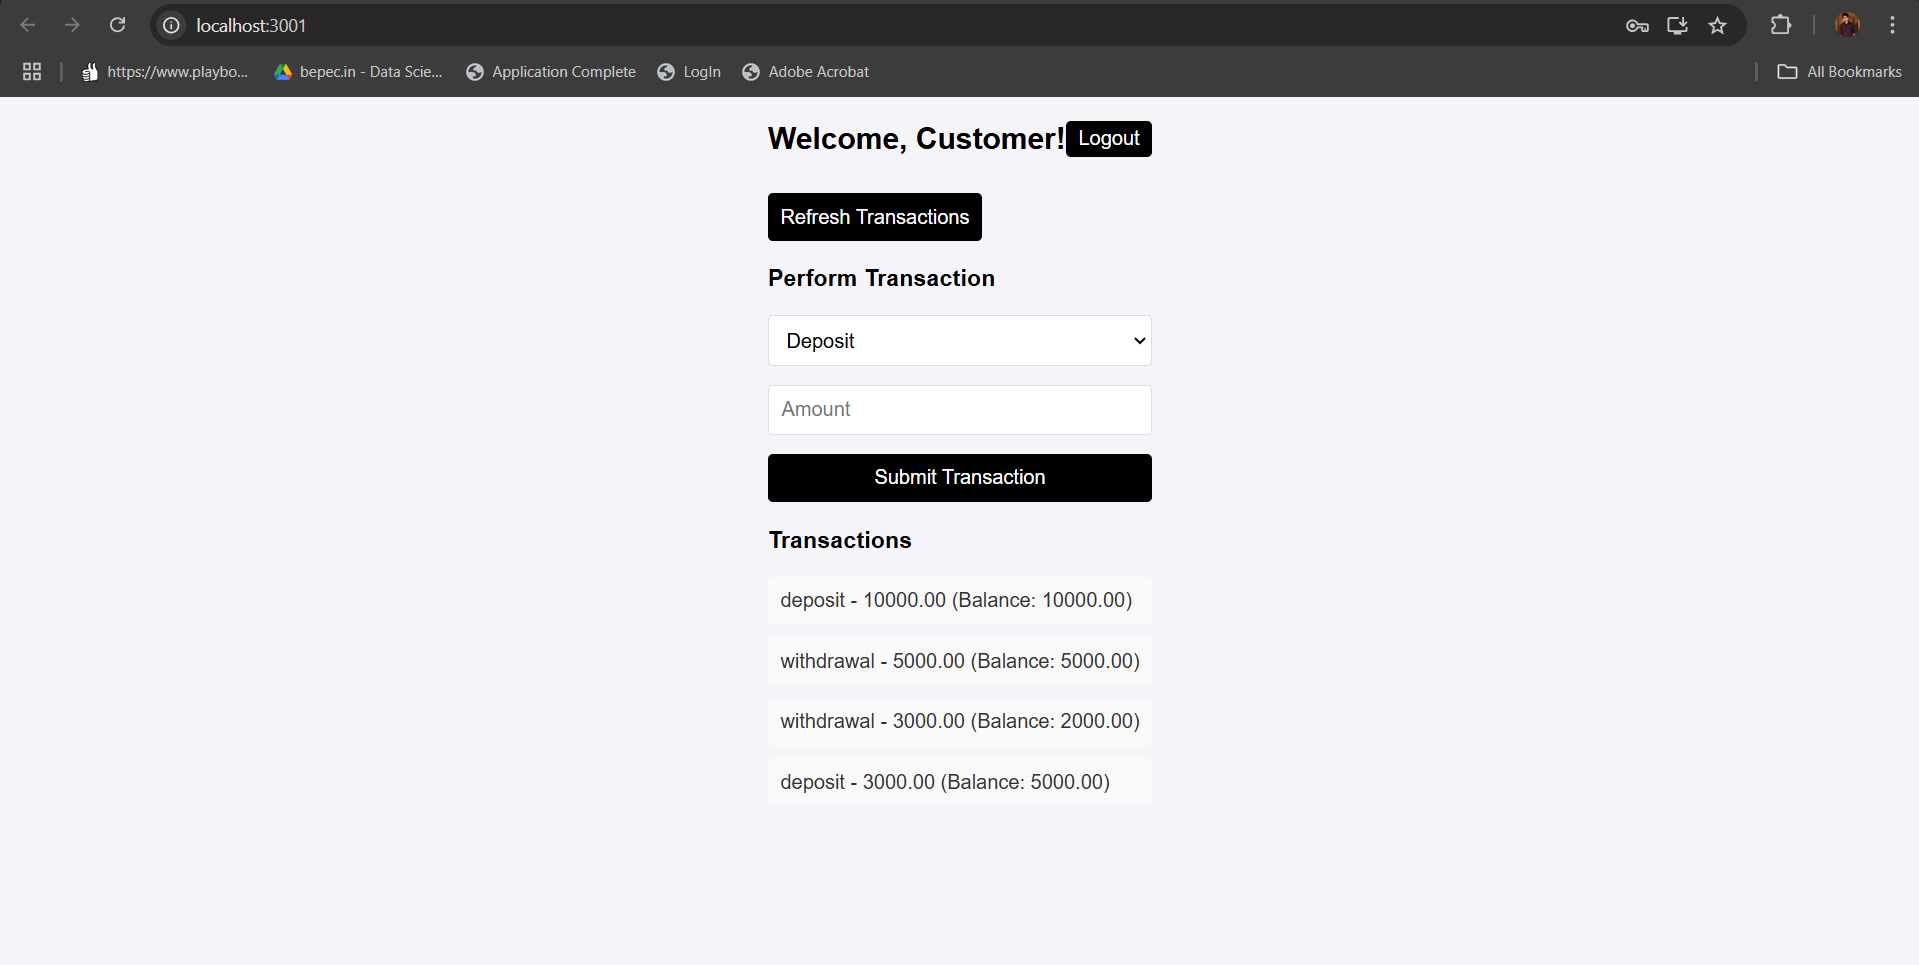 localhost:3001
https://www.playbo... bepec.in - Data Scie... Application Complete LogIn Adobe Acrobat All Bookmarks
Welcome, Customer! Logout
Refresh Transactions
Perform Transaction
Deposit
Amount
Submit Transaction
Transactions
deposit - 10000.00 (Balance: 10000.00)
withdrawal - 5000.00 (Balance: 5000.00)
withdrawal - 3000.00 (Balance: 2000.00)
deposit - 3000.00 (Balance: 5000.00)